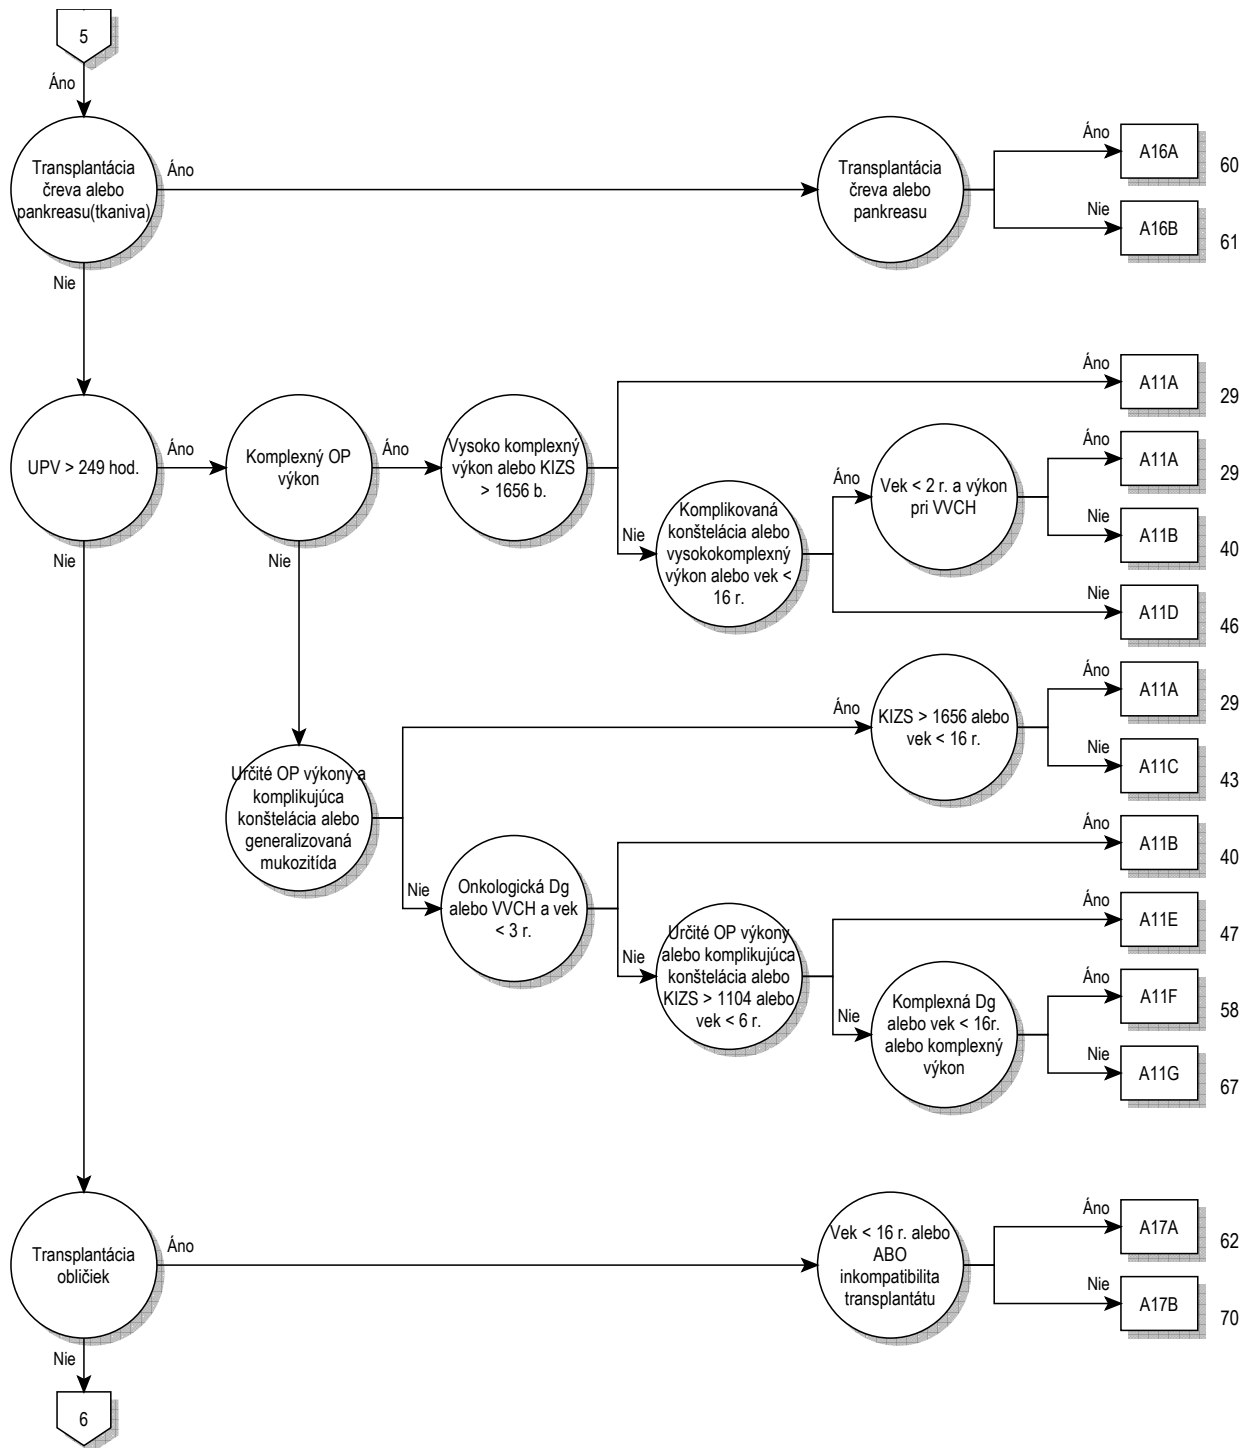 5
Áno
Transplantácia
čreva alebo
pankreasu(tkaniva)
Áno
Transplantácia
čreva alebo
pankreasu
Áno
A16A
60
Nie
A16B
61
Nie
UPV > 249 hod.
Áno
Komplexný OP
výkon
Áno
Vysoko komplexný
výkon alebo KIZS
> 1656 b.
Áno
A11A
29
Nie
Komplikovaná
konštelácia alebo
vysokokomplexný
výkon alebo vek <
16 r.
Áno
Vek < 2 r. a výkon
pri VVCH
Áno
A11A
29
Nie
A11B
40
Nie
A11D
46
Nie
Nie
Určité OP výkony a
komplikujúca
konštelácia alebo
generalizovaná
mukozitída
Áno
KIZS > 1656 alebo
vek < 16 r.
Áno
A11A
29
Nie
A11C
43
Nie
Onkologická Dg
alebo VVCH a vek
< 3 r.
Áno
A11B
40
Nie
Určité OP výkony
alebo komplikujúca
konštelácia alebo
KIZS > 1104 alebo
vek < 6 r.
Áno
A11E
47
Nie
Komplexná Dg
alebo vek < 16r.
alebo komplexný
výkon
Áno
A11F
58
Nie
A11G
67
Transplantácia
obličiek
Áno
Vek < 16 r. alebo
ABO
inkompatibilita
transplantátu
Áno
A17A
62
Nie
A17B
70
Nie
6